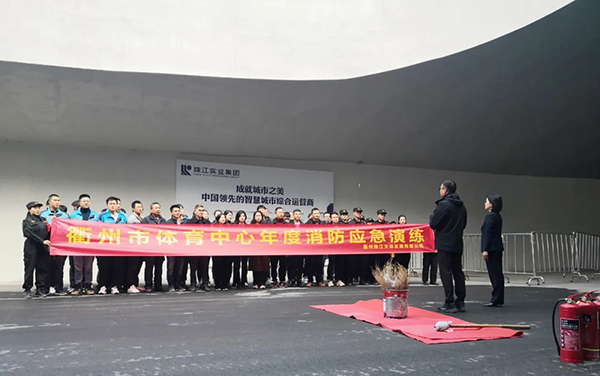 珠江实业集团
成就城市之美
中国领先的智慧城市综合运营商
衢州市体育中心年度消防应急演练